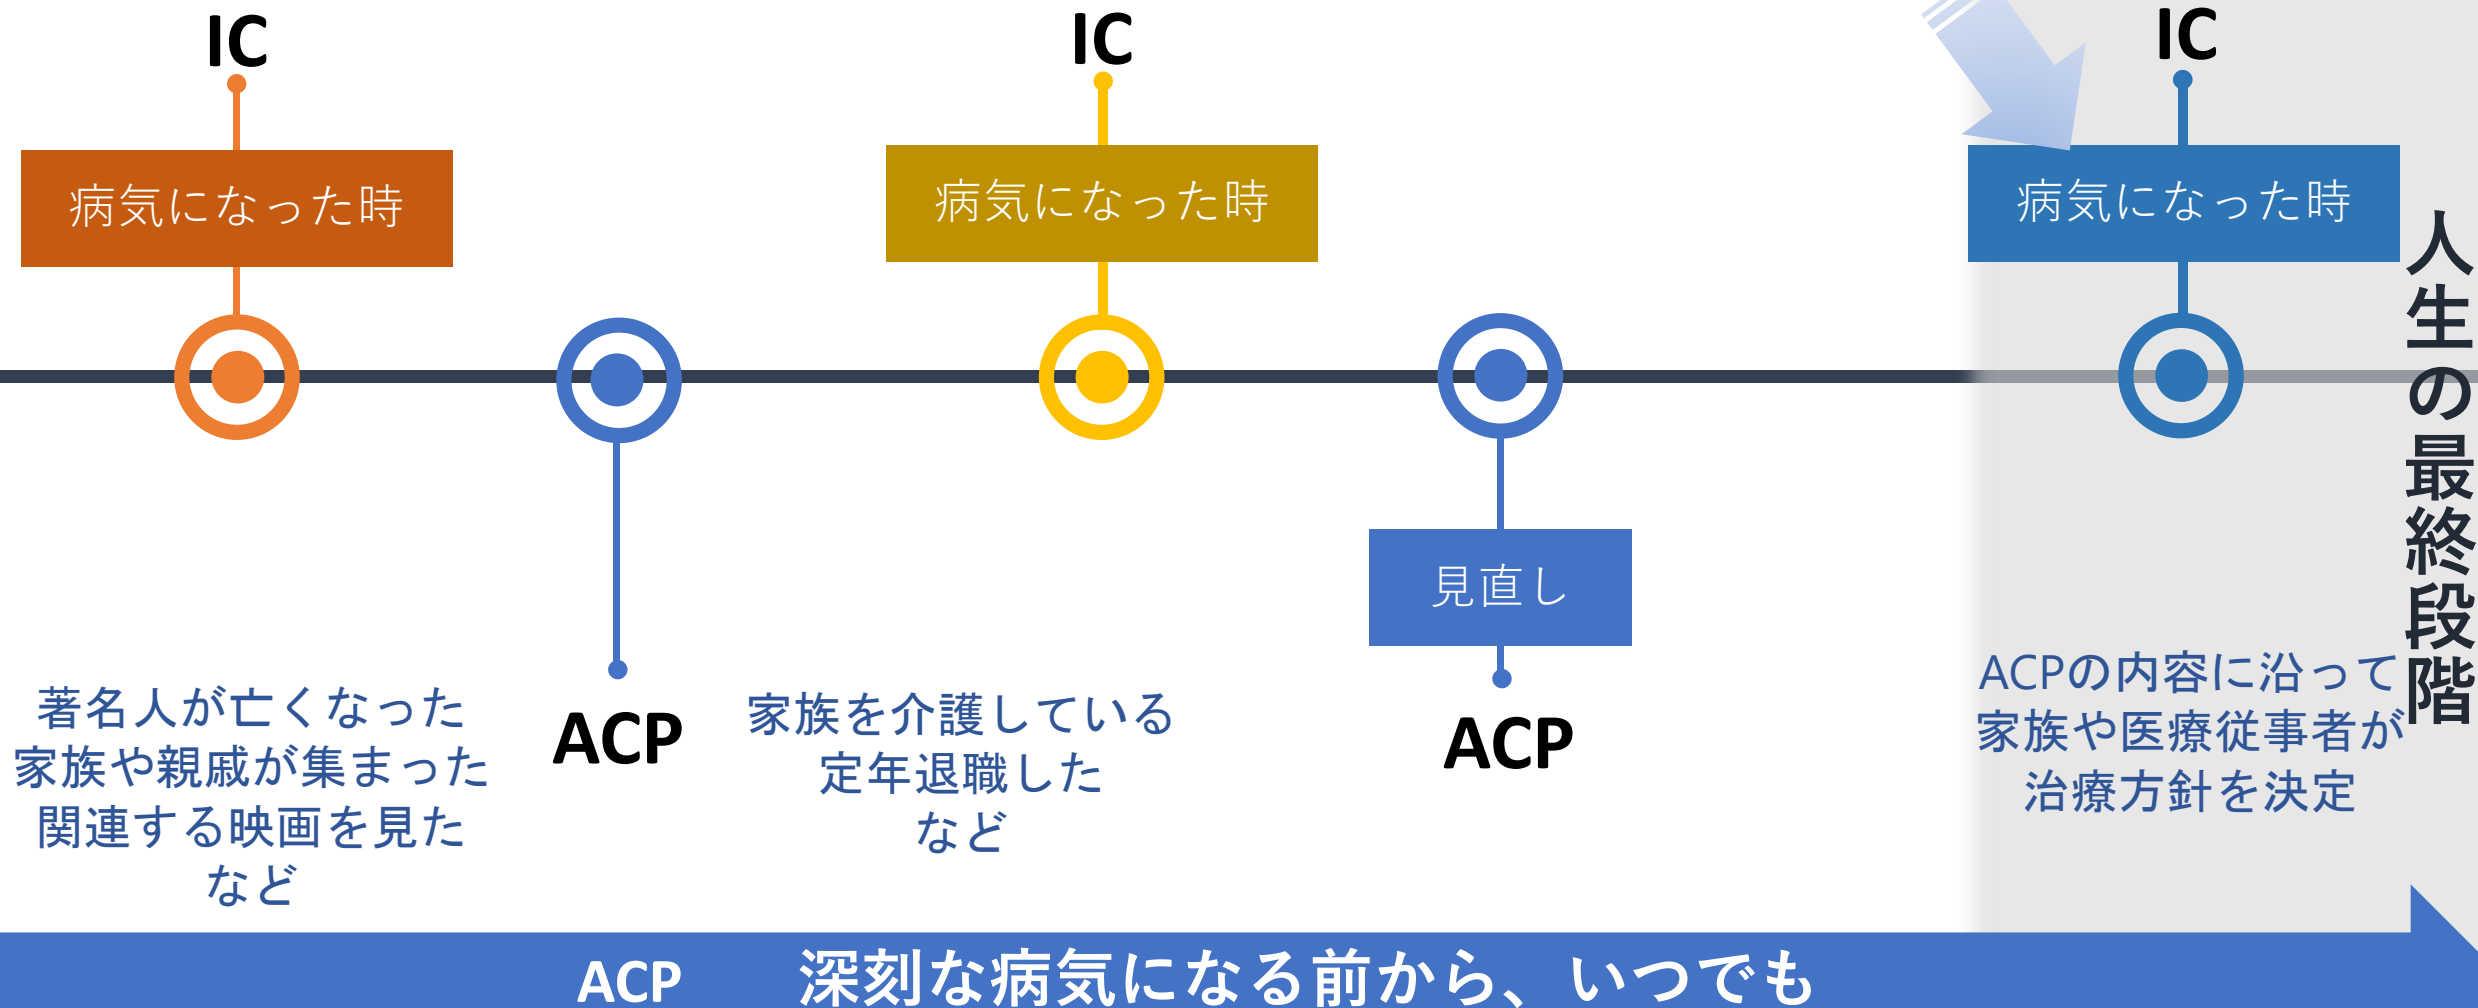 IC
病気になった時
IC
病気になった時
IC
病気になった時
人生の最終段階
見直し
著名人が亡くなった
家族や親戚が集まった
関連する映画を見た
など
ACP
家族を介護している
定年退職した
など
ACP
ACPの内容に沿って
家族や医療従事者が
治療方針を決定
ACP 深刻な病気になる前から、いつでも